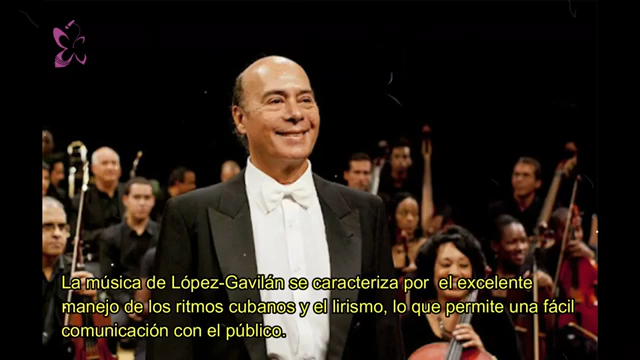 La música de López-Gavilán se caracteriza por  el excelente
manejo de los ritmos cubanos y el lirismo, lo que permite una fácil
comunicación con el público.